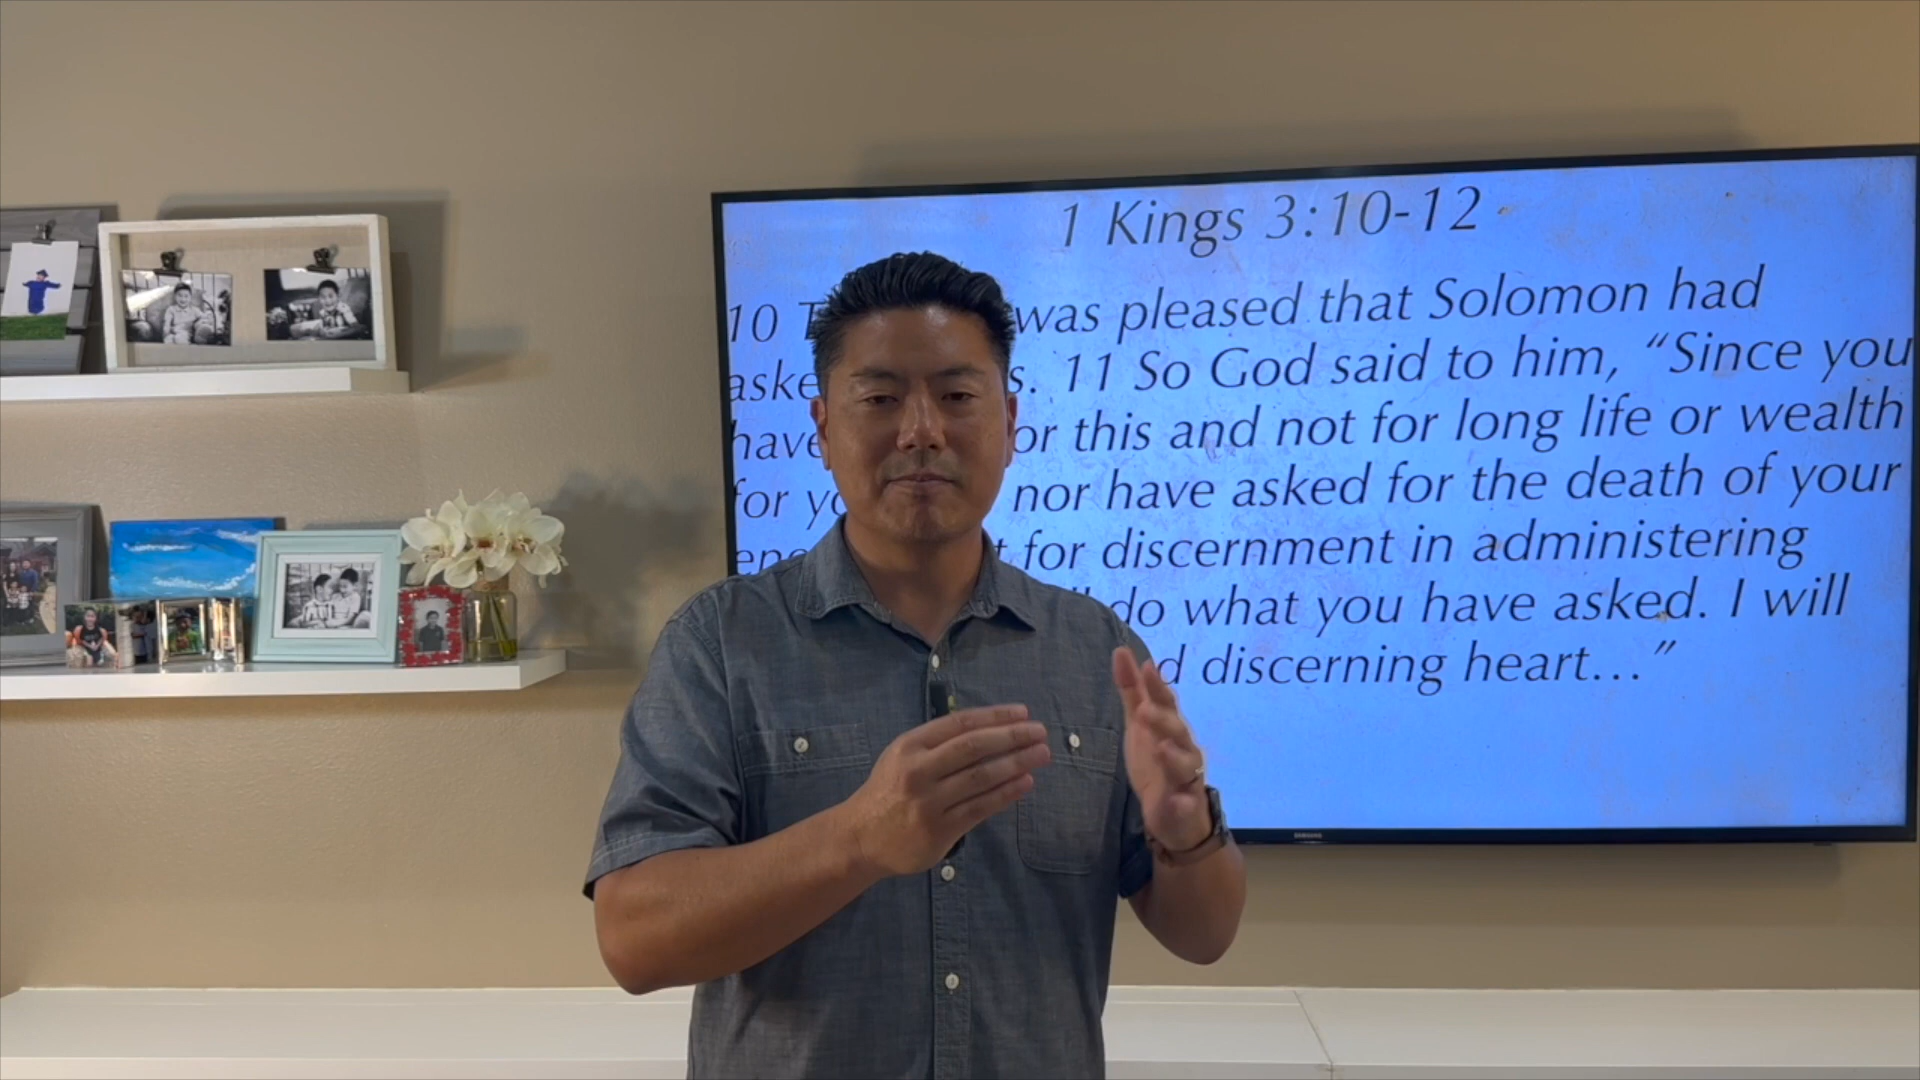 1 Kings 3:10-12
10 was pleased that Solomon had
aske s. 11 So God said to him, “Since you
have or this and not for long life or wealth
for yo nor have asked for the death of your
ene t for discernment in administering
do what you have asked. I will
d discerning heart…”
SAMSUNG